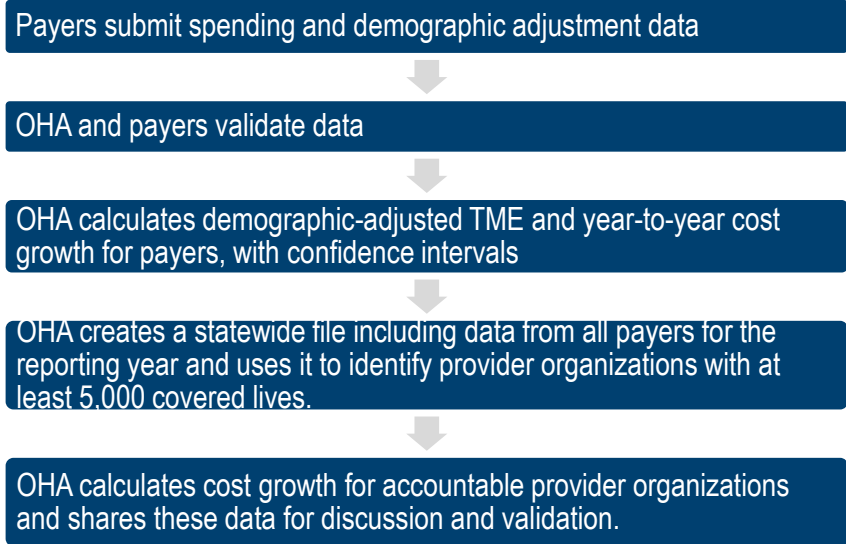 Payers submit spending and demographic adjustment data
OHA and payers validate data
OHA calculates demographic-adjusted TME and year-to-year cost
growth for payers, with confidence intervals
OHA creates a statewide file including data from all payers for the
reporting year and uses it to identify provider organizations with at
least 5,000 covered lives.
OHA calculates cost growth for accountable provider organizations
and shares these data for discussion and validation.